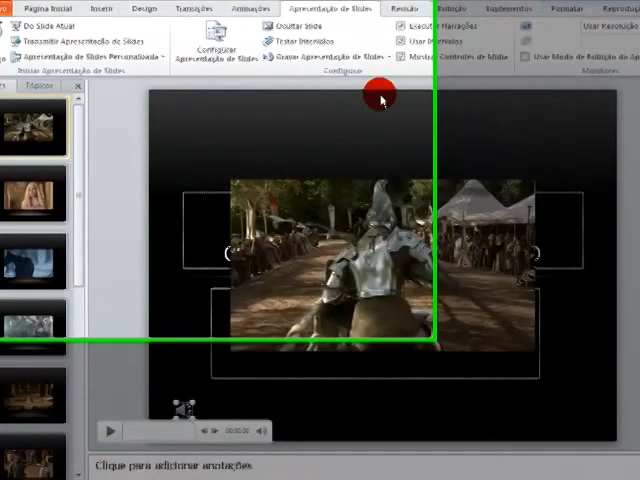 Página Inicial Insern Design Transições Animações Apresentação de Slides Revisão Exibição Suplementos Formatar Reproduç
Do Slide Atual
Transmitir Apresentação de Slides
Apresentação de Slides Personalizada
Iniciar Apresentação de Slides
Configurar
Apresentação de Slides
Ocultar Slide
Testar Intervalos
Gravar Apresentação de Slides
Configurar
Executar Narrações
Usar Intervalos
Mostrar Controles de Mídia
Usar Resolução
Usar Modo de Exibição do Ap
Monitores
Tópicos
00:00,00
Clique para adicionar anotações